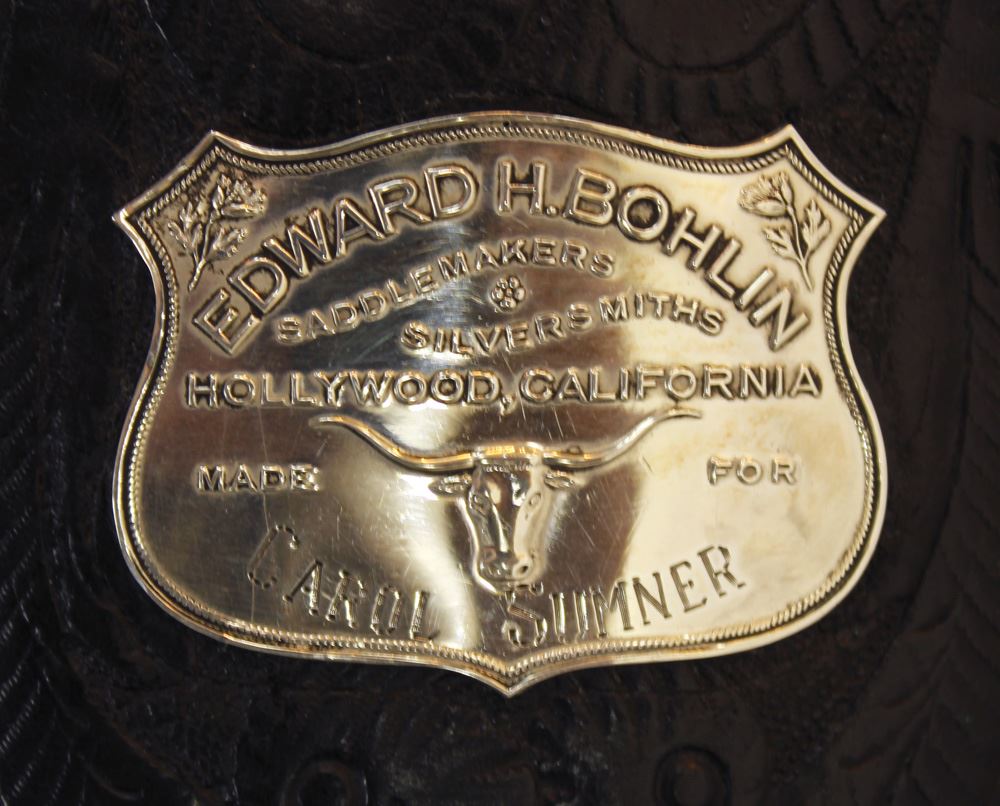 EDWARD H. BOHLIN
SADDLEMAKERS
SILVERSMITHS
HOLLYWOOD, CALIFORNIA
MADE FOR
CAROL SUMNER